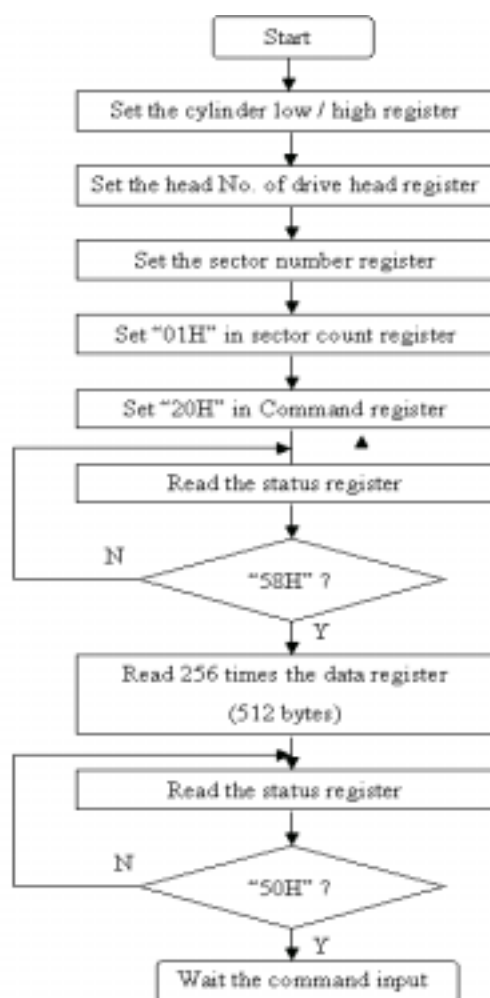 Start
Set the cylinder low / high register
Set the head No. of drive head register
Set the sector number register
Set “01H” in sector count register
Set “20H” in Command register
Read the status register
N
“58H” ?
Y
Read 256 times the data register
(512 bytes)
Read the status register
N
“50H” ?
Y
Wait the command input